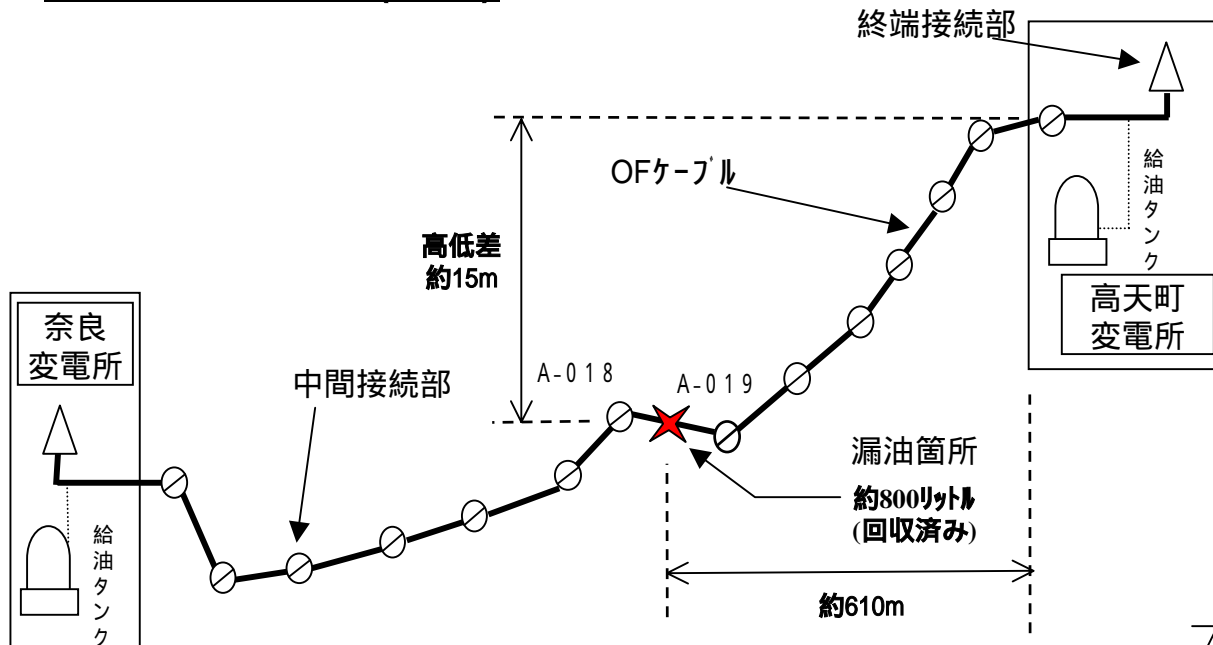 終端接続部
OFケーブル
給油タンク
高低差
約15m
高天町
変電所
奈良
変電所
中間接続部
A-018
A-019
漏油箇所
約800リットル
(回収済み)
給油タンク
約610m